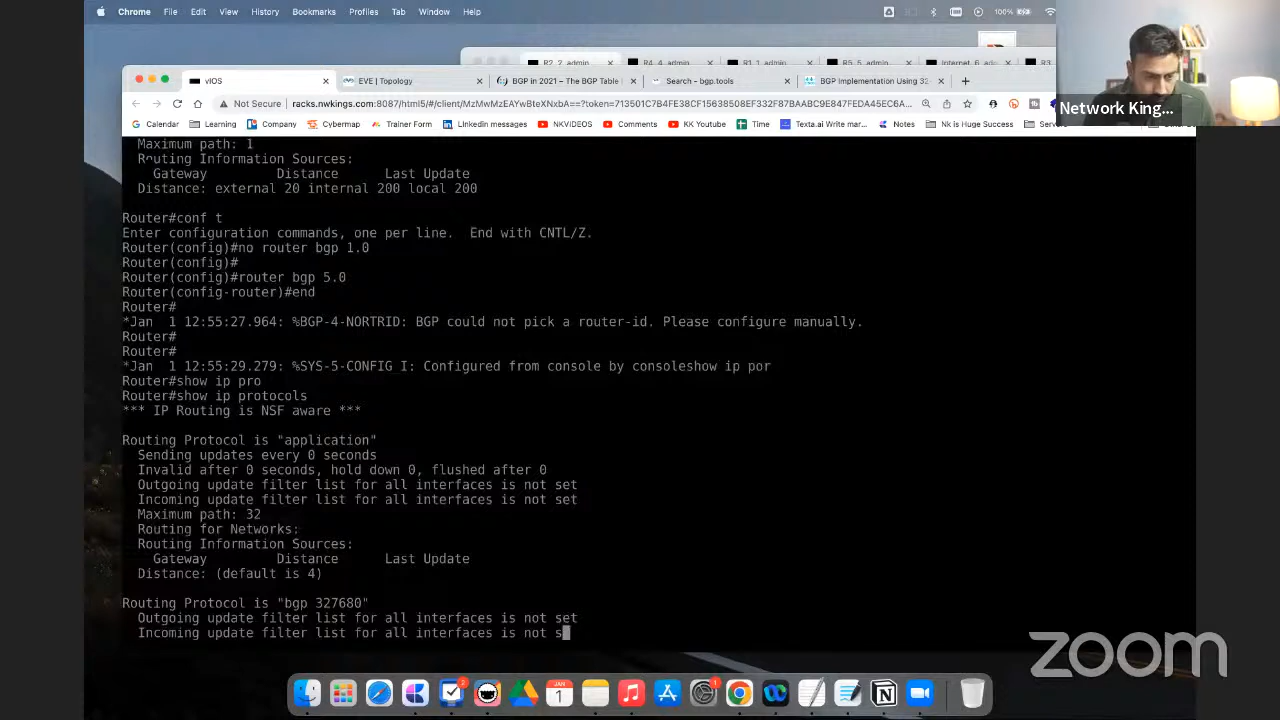 Chrome File Edit View History Bookmarks Profiles Tab Window Help 100%
R2_2_admin R4_4_admin R1_1_admin Internet_6_ad R3
vIOS EVE | Topology BGP in 2021 – The BGP Table Search - bgp.tools BGP Implementation Using 32
Not Secure racks.nwkings.com:8087/html5/#/client/MzMwMzEAYwBteXNxbA==?token=713501C7B4FE38CF15638508EF332F87BAABC9E847FEDA45EC6A...
Network King...
Calendar Learning Company Cybermap Trainer Form LInkedin messages NKVIDEOS Comments KK Youtube Time Texta.ai Write mar... Notes Nk is Huge Success Serv
Maximum path: 1
Routing Information Sources:
Gateway Distance Last Update
Distance: external 20 internal 200 local 200
Router#conf t
Enter configuration commands, one per line. End with CNTL/Z.
Router(config)#no router bgp 1.0
Router(config)#
Router(config)#router bgp 5.0
Router(config-router)#end
Router#
*Jan 1 12:55:27.964: %BGP-4-NORTRID: BGP could not pick a router-id. Please configure manually.
Router#
Router#
*Jan 1 12:55:29.279: %SYS-5-CONFIG_I: Configured from console by consoleshow ip por
Router#show ip pro
Router#show ip protocols
*** IP Routing is NSF aware ***
Routing Protocol is "application"
Sending updates every 0 seconds
Invalid after 0 seconds, hold down 0, flushed after 0
Outgoing update filter list for all interfaces is not set
Incoming update filter list for all interfaces is not set
Maximum path: 32
Routing for Networks:
Routing Information Sources:
Gateway Distance Last Update
Distance: (default is 4)
Routing Protocol is "bgp 327680"
Outgoing update filter list for all interfaces is not set
Incoming update filter list for all interfaces is not s
zoom
JAN
1
2
1